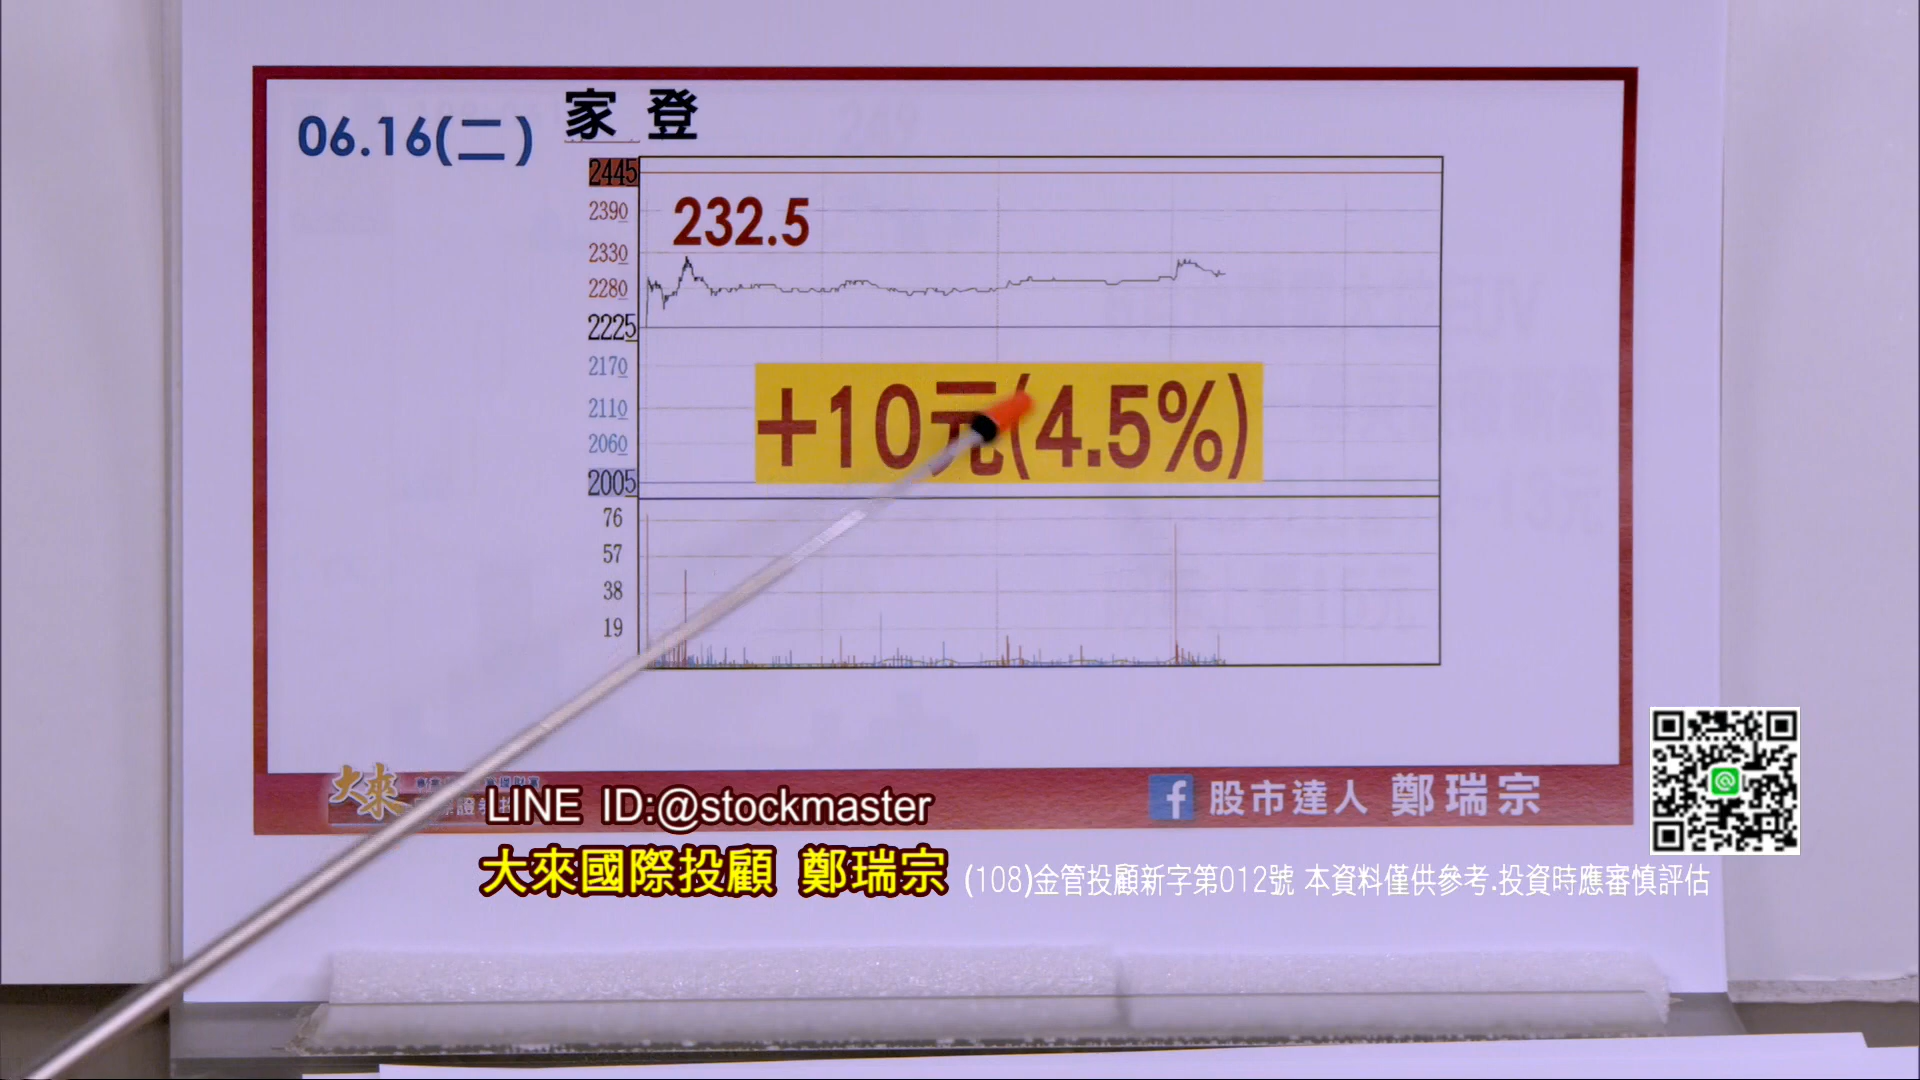 06.16(二)
家登
2445
2390
232.5
2330
2280
2225
2170
+10元(4.5%)
2110
2060
2005
76
57
38
19
大來
股市達人 鄭瑞宗
LINE ID:@stockmaster
大來國際投顧 鄭瑞宗 (108)金管投顧新字第012號 本資料僅供參考.投資時應審慎評估